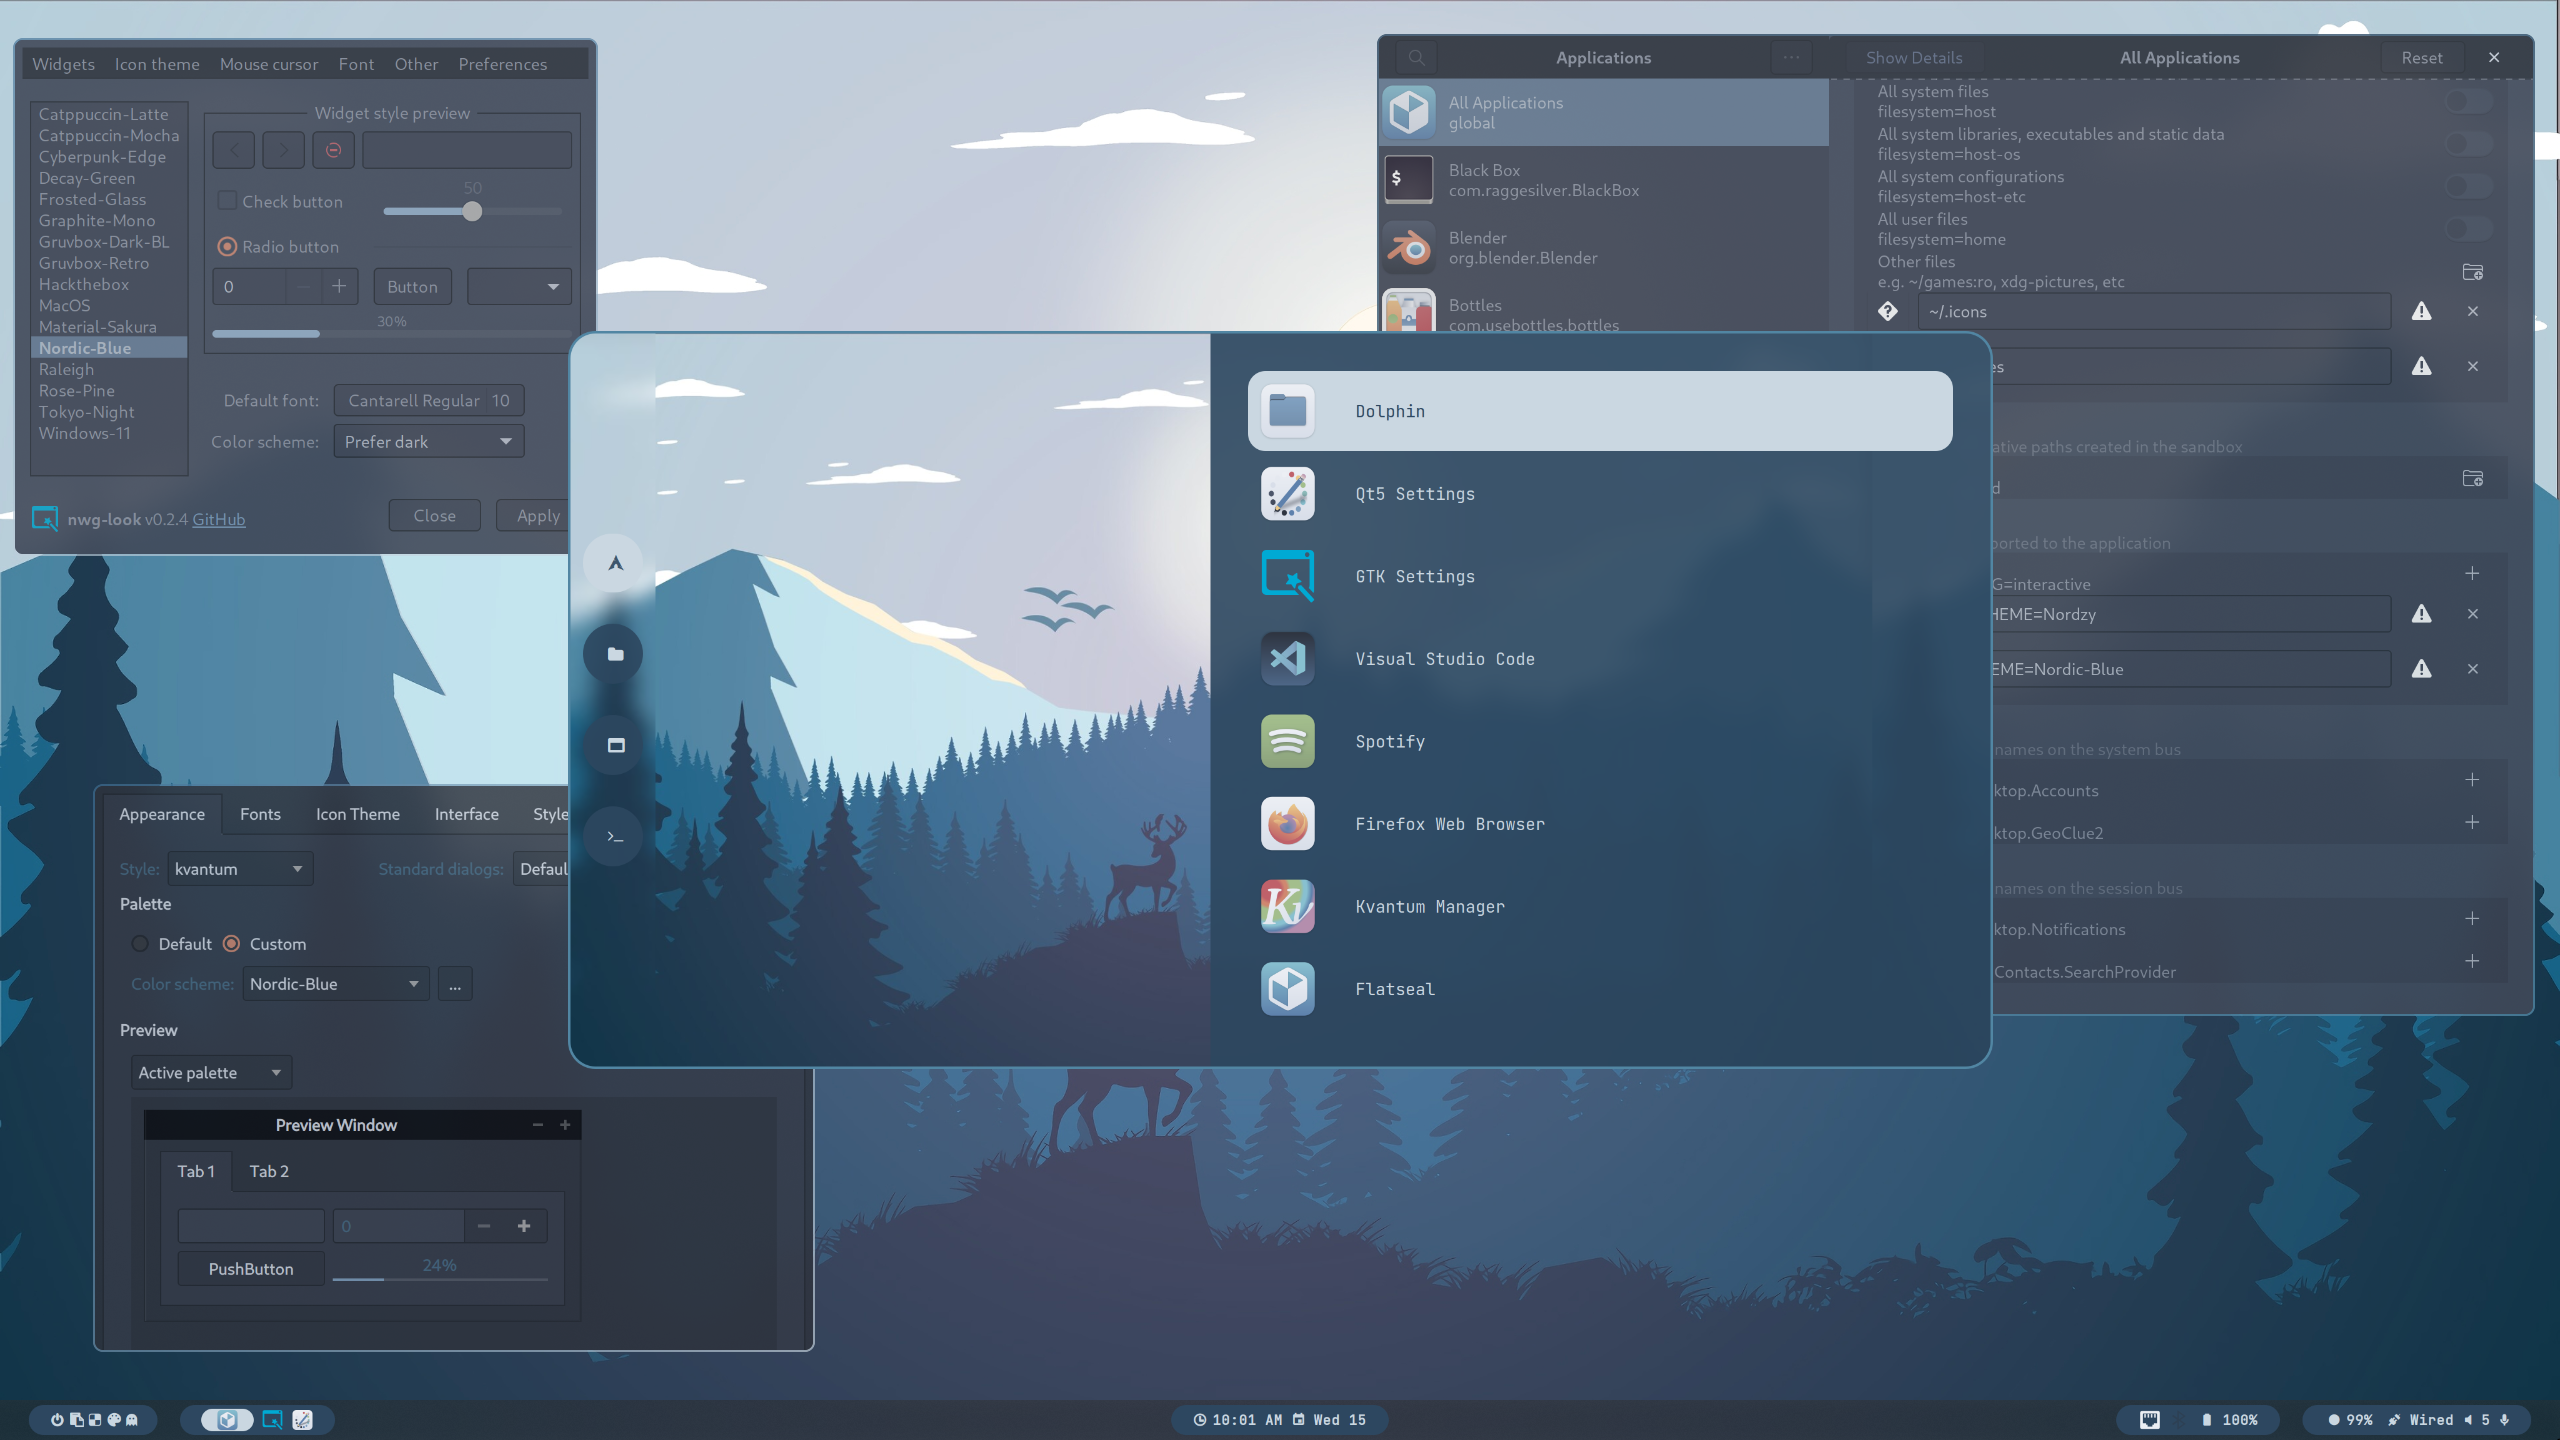 Widgets Icon theme Mouse cursor Font Other Preferences
Catppuccin-Latte
Catppuccin-Mocha
Cyberpunk-Edge
Decay-Green
Frosted-Glass
Graphite-Mono
Gruvbox-Dark-BL
Gruvbox-Retro
Hackthebox
MacOS
Material-Sakura
Nordic-Blue
Raleigh
Rose-Pine
Tokyo-Night
Windows-11
Widget style preview
Check button
50
Radio button
0
Button
30%
Default font: Cantarell Regular 10
Color scheme: Prefer dark
nwg-look v0.2.4 GitHub
Close
Apply
Applications
Show Details
All Applications
Reset
All Applications
global
$
Black Box
com.raggesilver.BlackBox
Blender
org.blender.Blender
Bottles
com.usebottles.bottles
All system files
filesystem=host
All system libraries, executables and static data
filesystem=host-os
All system configurations
filesystem=host-etc
All user files
filesystem=home
Other files
e.g. ~/games:ro, xdg-pictures, etc
~/.icons
es
ative paths created in the sandbox
d
ported to the application
G=interactive
HEME=Nordzy
EME=Nordic-Blue
names on the system bus
ktop.Accounts
ktop.GeoClue2
names on the session bus
ktop.Notifications
Contacts.SearchProvider
Dolphin
Qt5 Settings
GTK Settings
Visual Studio Code
Spotify
Firefox Web Browser
Kv
Kvantum Manager
Flatseal
Appearance Fonts Icon Theme Interface Style
Style: kvantum
Standard dialogs: Defaul
Palette
Default Custom
Color scheme: Nordic-Blue ...
Preview
Active palette
Preview Window
Tab 1 Tab 2
0
PushButton
24%
10:01 AM Wed 15
100%
99% Wired 5